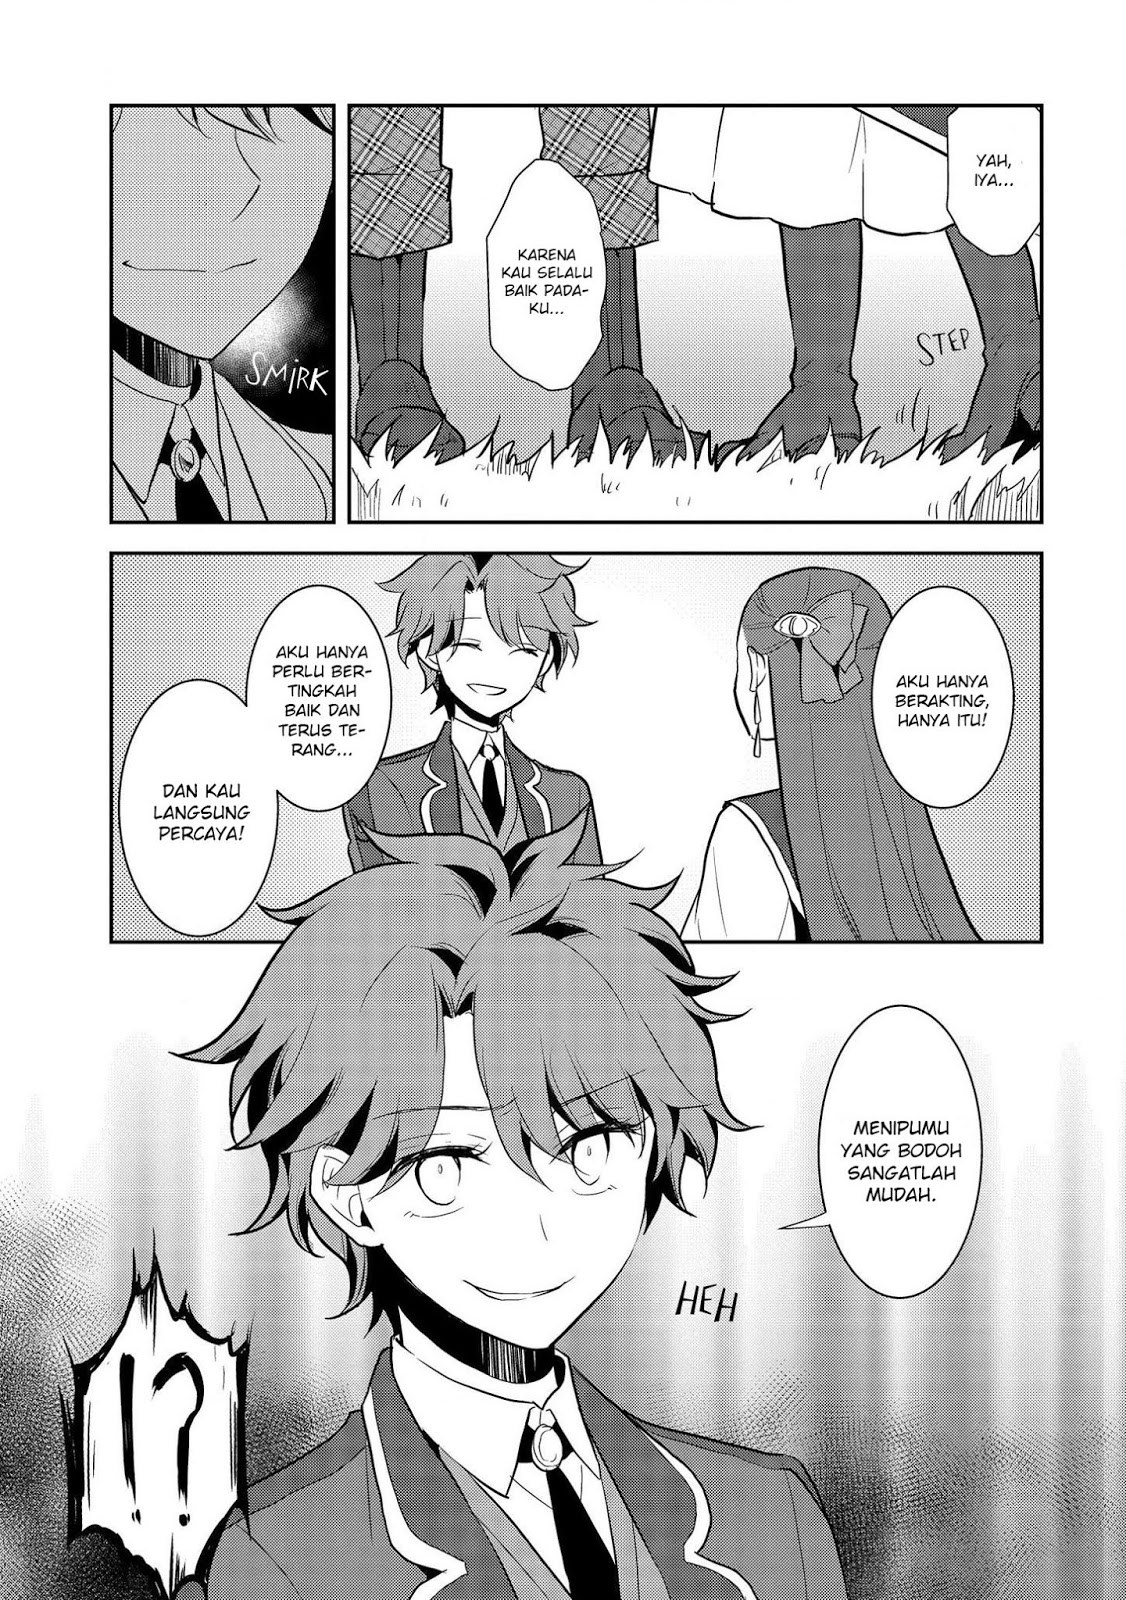 YAH,
IYA...
KARENA
KAU SELALU
BAIK PADA-
KU...
STEP
SMIRK
AKU HANYA
BERAKTING,
HANYA ITU!
AKU HANYA
PERLU BER-
TINGKAH
BAIK DAN
TERUS TE-
RANG...
DAN KAU
LANGSUNG
PERCAYA!
MENIPUMU
YANG BODOH
SANGATLAH
MUDAH.
HEH
!?